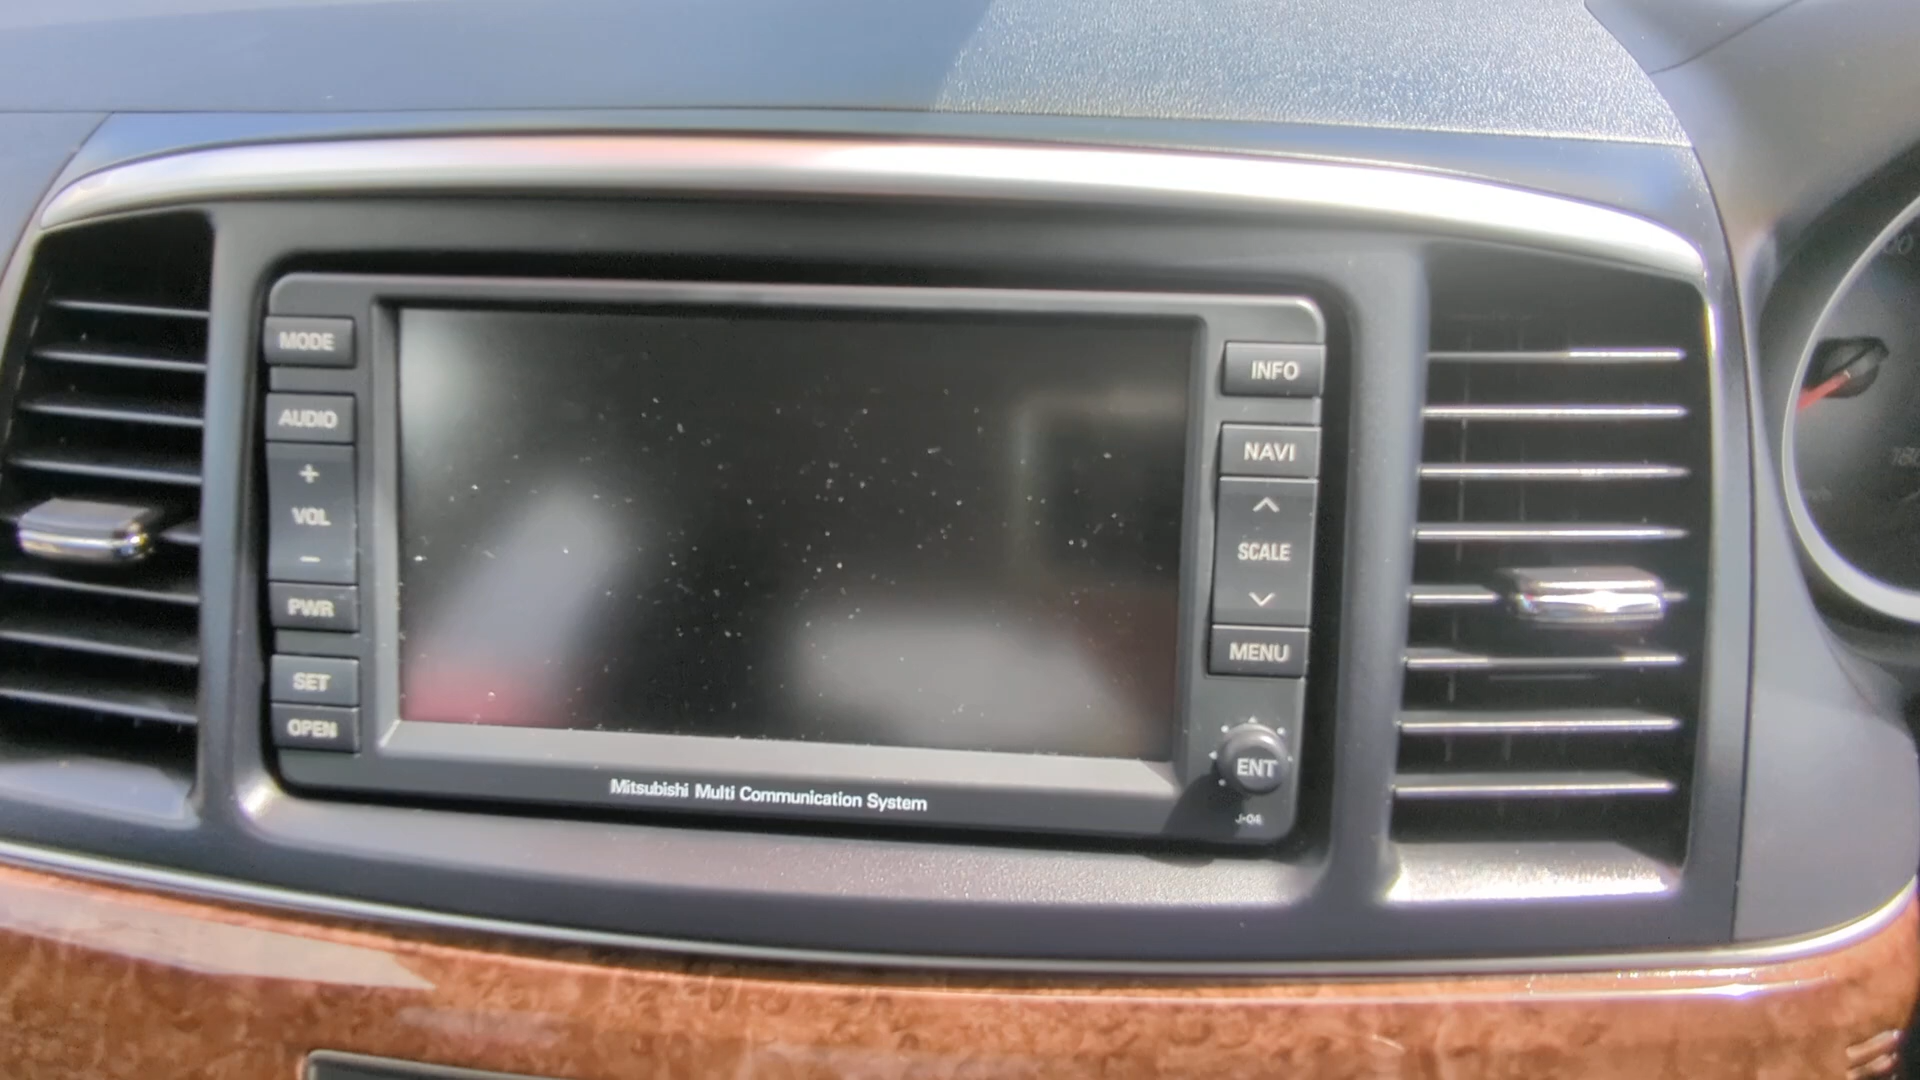 MODE
AUDIO
+
VOL
−
PWR
SET
OPEN
INFO
NAVI
SCALE
MENU
ENT
J-04
Mitsubishi Multi Communication System